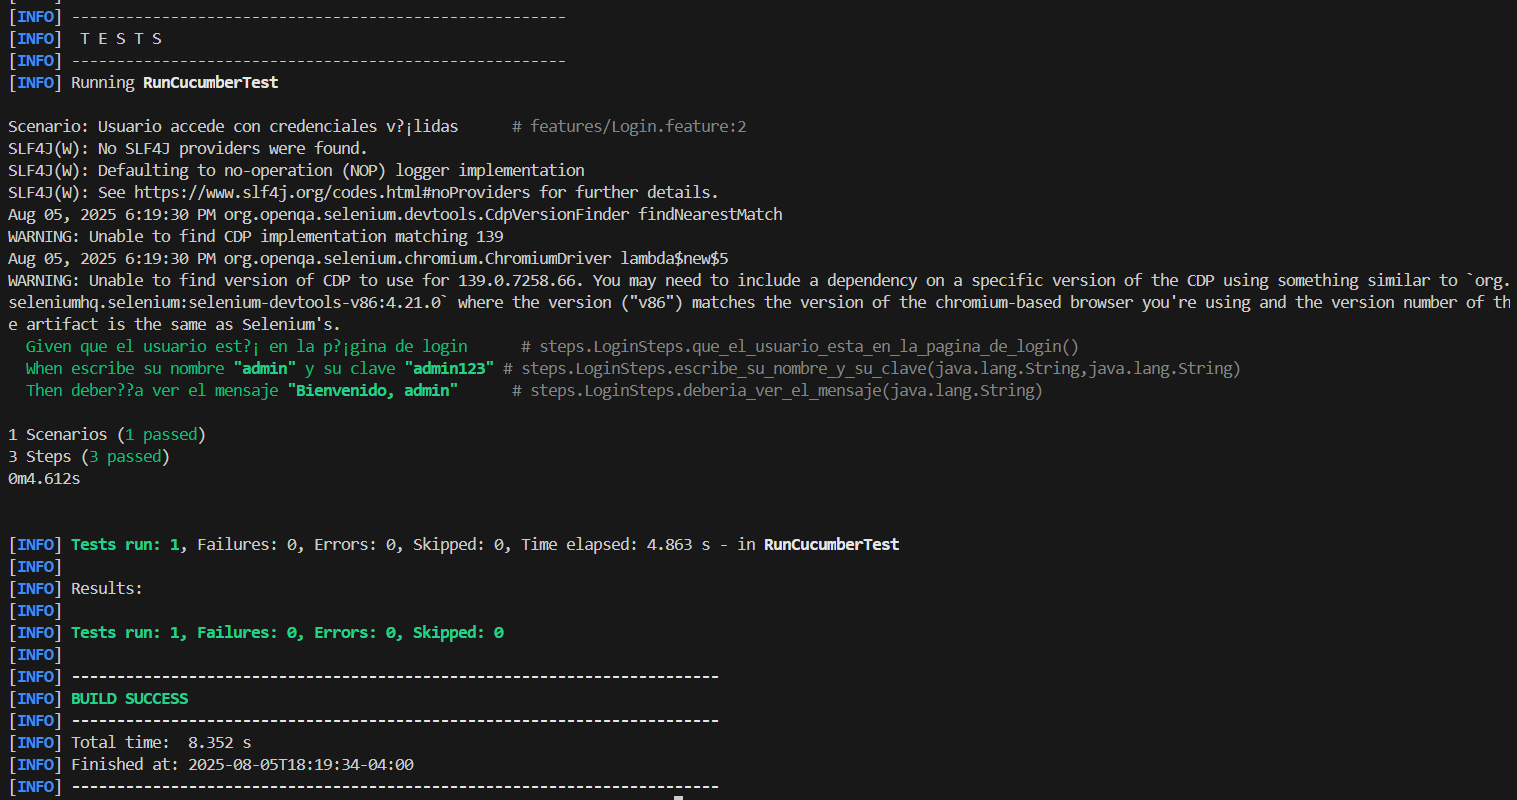 [INFO] -------------------------------------------------------
[INFO]  T E S T S
[INFO] -------------------------------------------------------
[INFO] Running RunCucumberTest
Scenario: Usuario accede con credenciales v?¡lidas      # features/Login.feature:2
SLF4J(W): No SLF4J providers were found.
SLF4J(W): Defaulting to no-operation (NOP) logger implementation
SLF4J(W): See https://www.slf4j.org/codes.html#noProviders for further details.
Aug 05, 2025 6:19:30 PM org.openqa.selenium.devtools.CdpVersionFinder findNearestMatch
WARNING: Unable to find CDP implementation matching 139
Aug 05, 2025 6:19:30 PM org.openqa.selenium.chromium.ChromiumDriver lambda$new$5
WARNING: Unable to find version of CDP to use for 139.0.7258.66. You may need to include a dependency on a specific version of the CDP using something similar to `org.
seleniumhq.selenium:selenium-devtools-v86:4.21.0` where the version ("v86") matches the version of the chromium-based browser you're using and the version number of th
e artifact is the same as Selenium's.
  Given que el usuario est?¡ en la p?¡gina de login      # steps.LoginSteps.que_el_usuario_esta_en_la_pagina_de_login()
  When escribe su nombre "admin" y su clave "admin123" # steps.LoginSteps.escribe_su_nombre_y_su_clave(java.lang.String,java.lang.String)
  Then deber??a ver el mensaje "Bienvenido, admin"      # steps.LoginSteps.deberia_ver_el_mensaje(java.lang.String)
1 Scenarios (1 passed)
3 Steps (3 passed)
0m4.612s
[INFO] Tests run: 1, Failures: 0, Errors: 0, Skipped: 0, Time elapsed: 4.863 s - in RunCucumberTest
[INFO]
[INFO] Results:
[INFO]
[INFO] Tests run: 1, Failures: 0, Errors: 0, Skipped: 0
[INFO]
[INFO] ------------------------------------------------------------------------
[INFO] BUILD SUCCESS
[INFO] ------------------------------------------------------------------------
[INFO] Total time:  8.352 s
[INFO] Finished at: 2025-08-05T18:19:34-04:00
[INFO] ------------------------------------------------------------------------